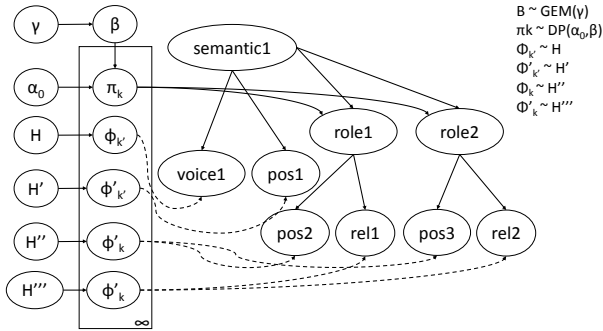 γ β semantic1 B ~ GEM(γ)
πk ~ DP(α₀,β)
Φk' ~ H
Φ'k' ~ H'
Φk ~ H''
Φ'k ~ H'''
α₀ πk
H ϕk' role1 role2
H' ϕ'k' voice1 pos1
H'' ϕ'k pos2 rel1 pos3 rel2
H''' ϕ'k
∞